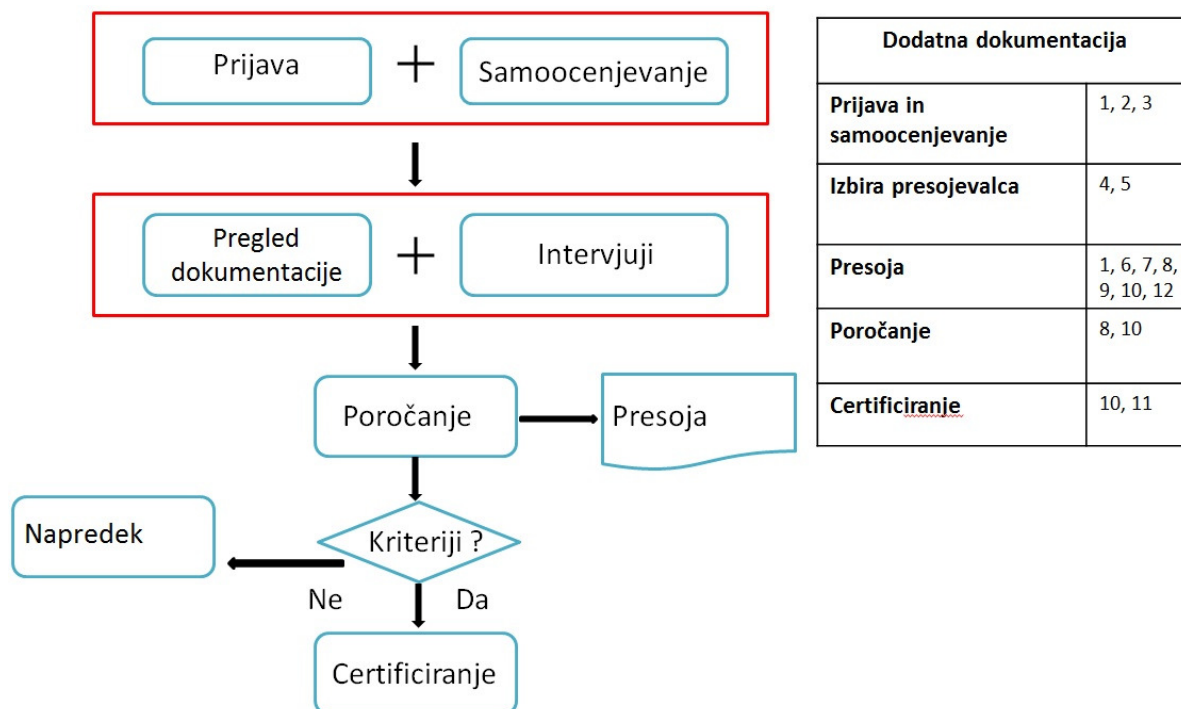 Prijava
+
Samoocenjevanje
Pregled
dokumentacije
+
Intervjuji
Poročanje
Presoja
Kriteriji ?
Napredek
Ne
Da
Certificiranje
Dodatna dokumentacija
Prijava in
samoocenjevanje
1, 2, 3
Izbira presojevalca
4, 5
Presoja
1, 6, 7, 8,
9, 10, 12
Poročanje
8, 10
Certificiranje
10, 11